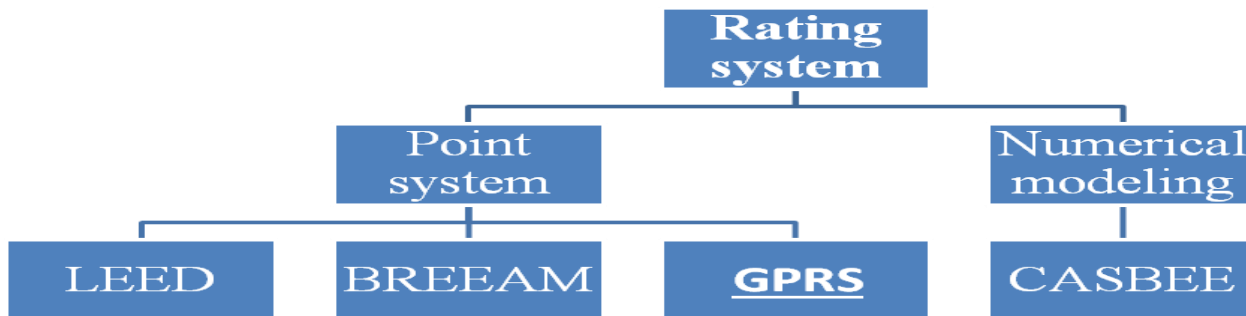 Rating
system
Point
system
Numerical
modeling
LEED
BREEAM
GPRS
CASBEE